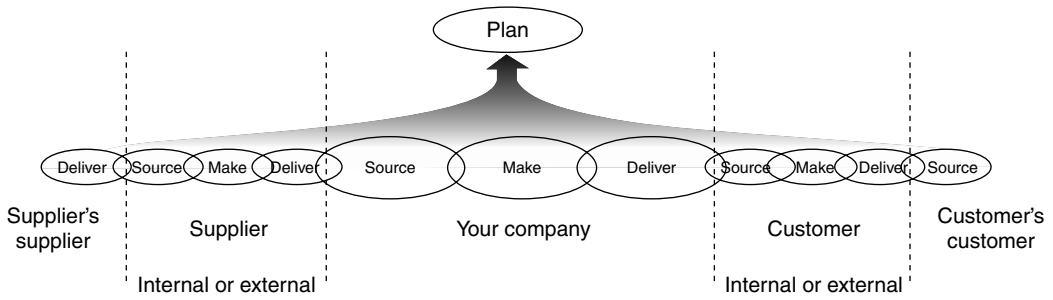 Plan
Deliver Source Make Deliver Source Make Deliver Source Make Deliver Source
Supplier's
supplier
Supplier
Your company
Customer
Customer's
customer
Internal or external
Internal or external